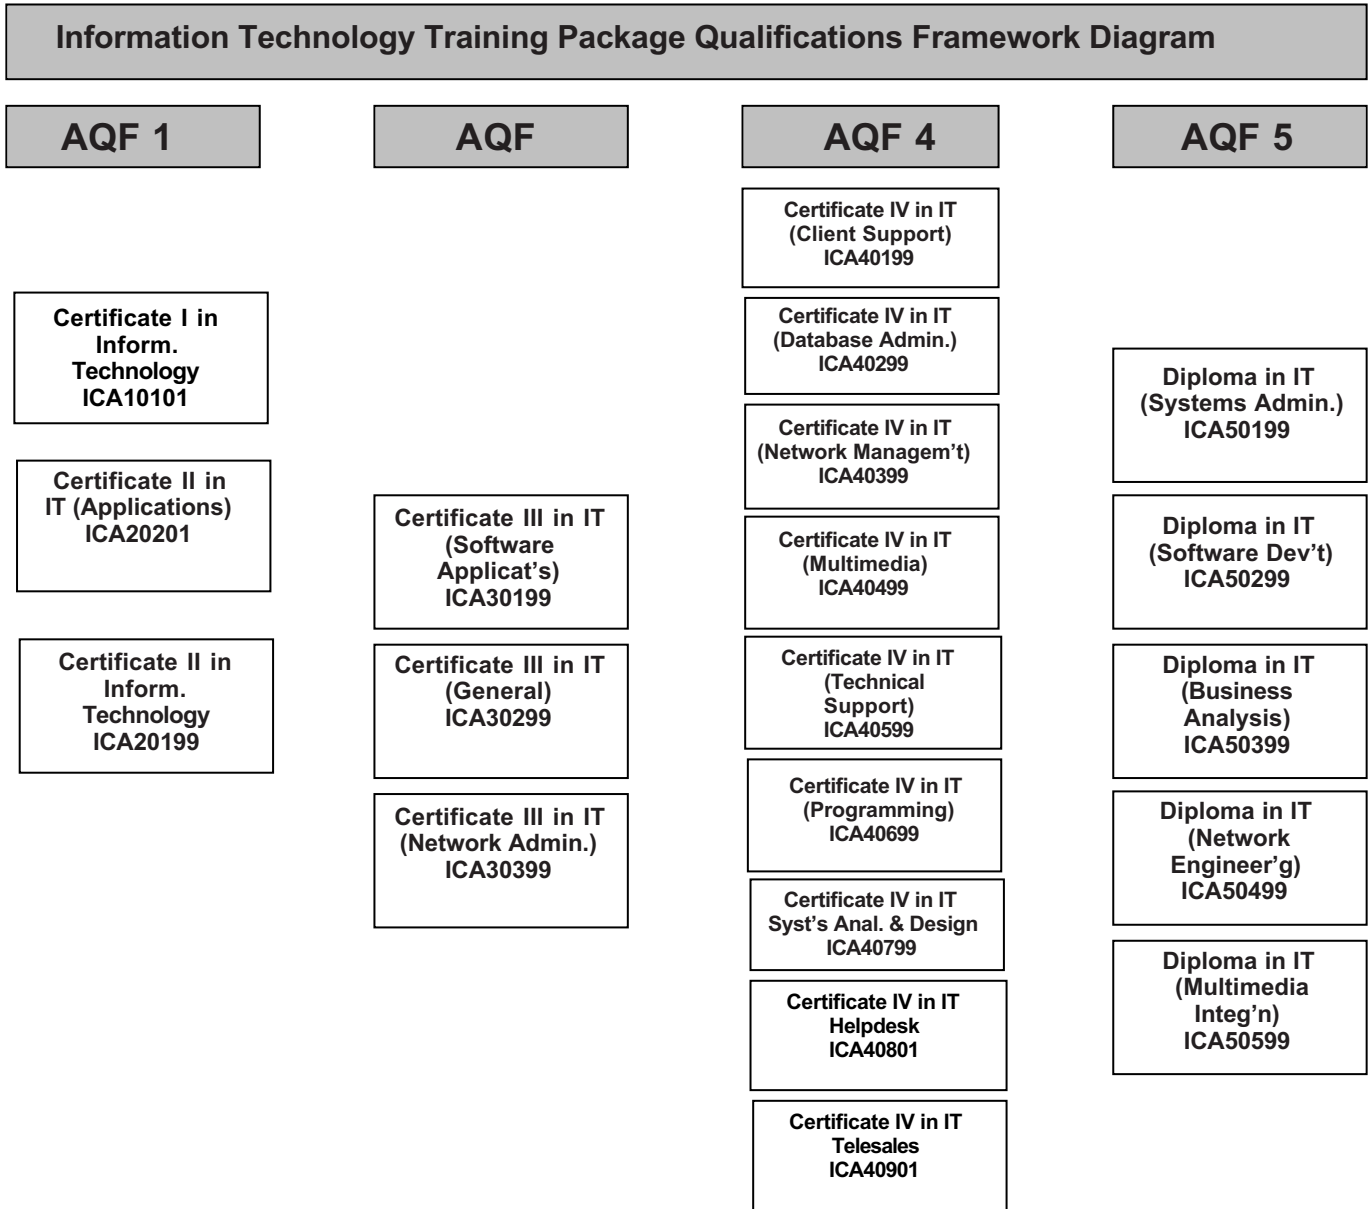 Information Technology Training Package Qualifications Framework Diagram
AQF 1
Certificate I in
Inform.
Technology
ICA10101
Certificate II in
IT (Applications)
ICA20201
Certificate II in
Inform.
Technology
ICA20199
AQF
Certificate III in IT
(Software
Applicat's)
ICA30199
Certificate III in IT
(General)
ICA30299
Certificate III in IT
(Network Admin.)
ICA30399
AQF 4
Certificate IV in IT
(Client Support)
ICA40199
Certificate IV in IT
(Database Admin.)
ICA40299
Certificate IV in IT
(Network Managem't)
ICA40399
Certificate IV in IT
(Multimedia)
ICA40499
Certificate IV in IT
(Technical
Support)
ICA40599
Certificate IV in IT
(Programming)
ICA40699
Certificate IV in IT
Syst's Anal. & Design
ICA40799
Certificate IV in IT
Helpdesk
ICA40801
Certificate IV in IT
Telesales
ICA40901
AQF 5
Diploma in IT
(Systems Admin.)
ICA50199
Diploma in IT
(Software Dev't)
ICA50299
Diploma in IT
(Business
Analysis)
ICA50399
Diploma in IT
(Network
Engineer'g)
ICA50499
Diploma in IT
(Multimedia
Integ'n)
ICA50599